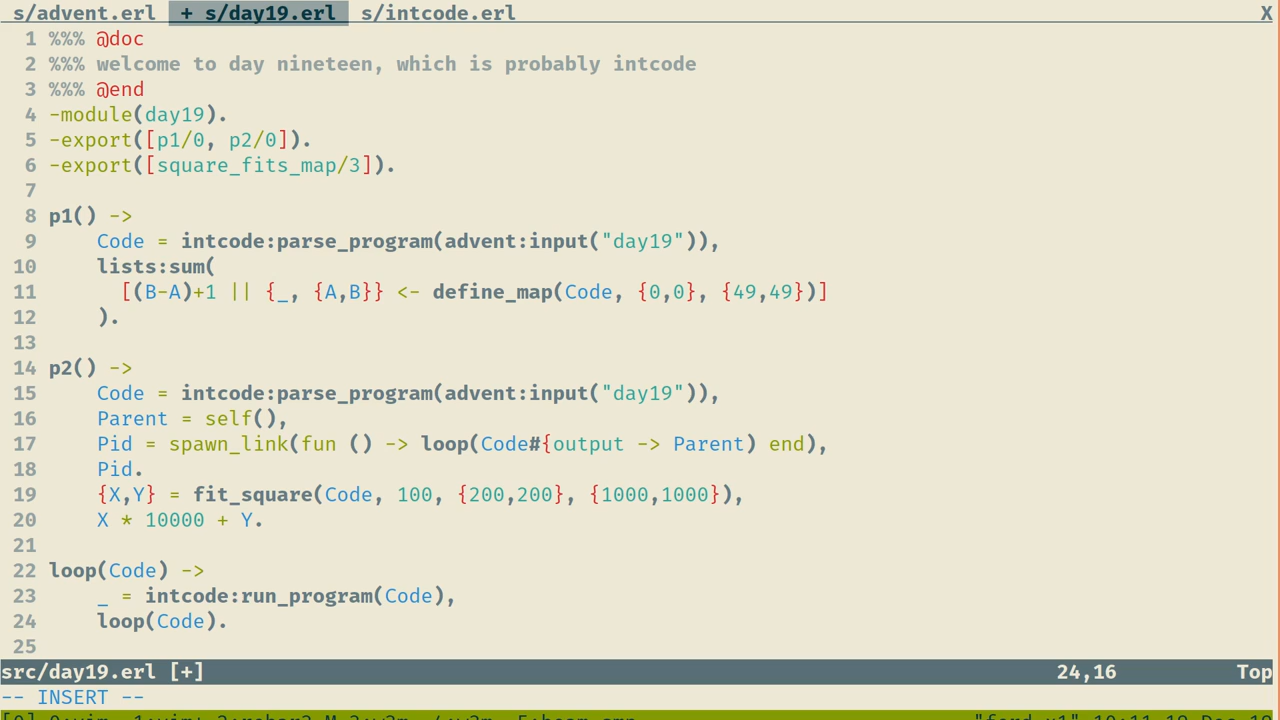 s/advent.erl + s/day19.erl s/intcode.erl X
1 %%% @doc
2 %%% welcome to day nineteen, which is probably intcode
3 %%% @end
4 -module(day19).
5 -export([p1/0, p2/0]).
6 -export([square_fits_map/3]).
7
8 p1() ->
9     Code = intcode:parse_program(advent:input("day19")),
10     lists:sum(
11       [(B-A)+1 || {_, {A,B}} <- define_map(Code, {0,0}, {49,49})]
12     ).
13
14 p2() ->
15     Code = intcode:parse_program(advent:input("day19")),
16     Parent = self(),
17     Pid = spawn_link(fun () -> loop(Code#{output -> Parent) end),
18     Pid.
19     {X,Y} = fit_square(Code, 100, {200,200}, {1000,1000}),
20     X * 10000 + Y.
21
22 loop(Code) ->
23     _ = intcode:run_program(Code),
24     loop(Code).
25
src/day19.erl [+] 24,16 Top
-- INSERT --